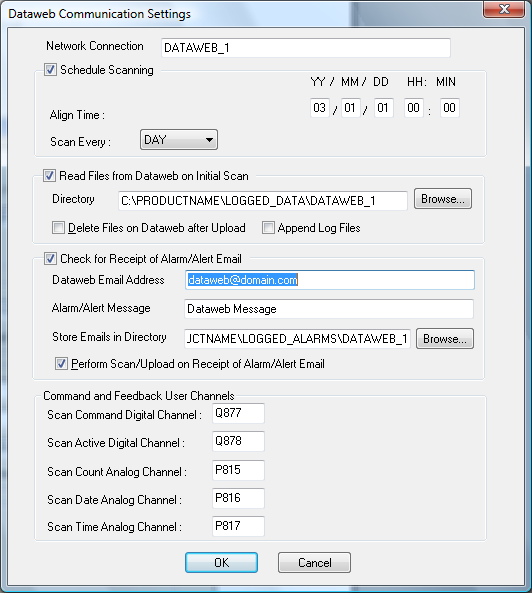 Dataweb Communication Settings
Network Connection DATAWEB_1
Schedule Scanning
YY / MM / DD HH: MIN
Align Time : 03 / 01 / 01 00 : 00
Scan Every : DAY
Read Files from Dataweb on Initial Scan
Directory C:\PRODUCTNAME\LOGGED_DATA\DATAWEB_1 Browse...
Delete Files on Dataweb after Upload Append Log Files
Check for Receipt of Alarm/Alert Email
Dataweb Email Address dataweb@domain.com
Alarm/Alert Message Dataweb Message
Store Emails in Directory JCTNAME\LOGGED_ALARMS\DATAWEB_1 Browse...
Perform Scan/Upload on Receipt of Alarm/Alert Email
Command and Feedback User Channels
Scan Command Digital Channel : Q877
Scan Active Digital Channel : Q878
Scan Count Analog Channel : P815
Scan Date Analog Channel : P816
Scan Time Analog Channel : P817
OK Cancel